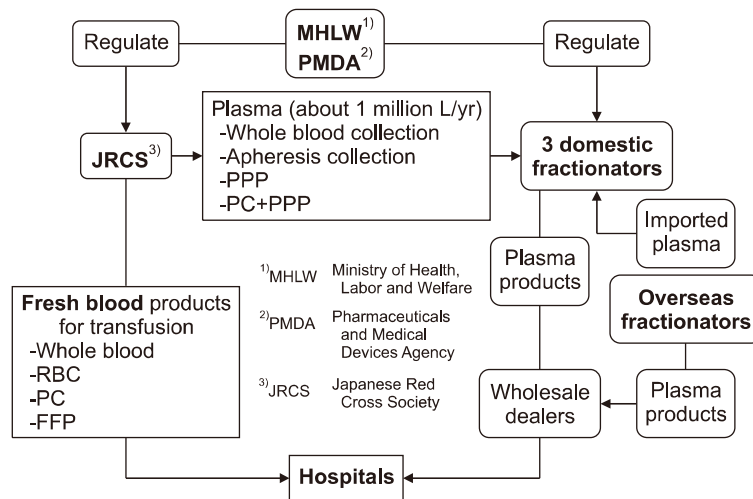 Regulate
MHLW1)
PMDA2)
Regulate
JRCS3)
Plasma (about 1 million L/yr)
-Whole blood collection
-Apheresis collection
-PPP
-PC+PPP
3 domestic
fractionators
Imported
plasma
Plasma
products
1)MHLW Ministry of Health,
Labor and Welfare
2)PMDA Pharmaceuticals
and Medical
Devices Agency
3)JRCS Japanese Red
Cross Society
Fresh blood products
for transfusion
-Whole blood
-RBC
-PC
-FFP
Overseas
fractionators
Wholesale
dealers
Plasma
products
Hospitals